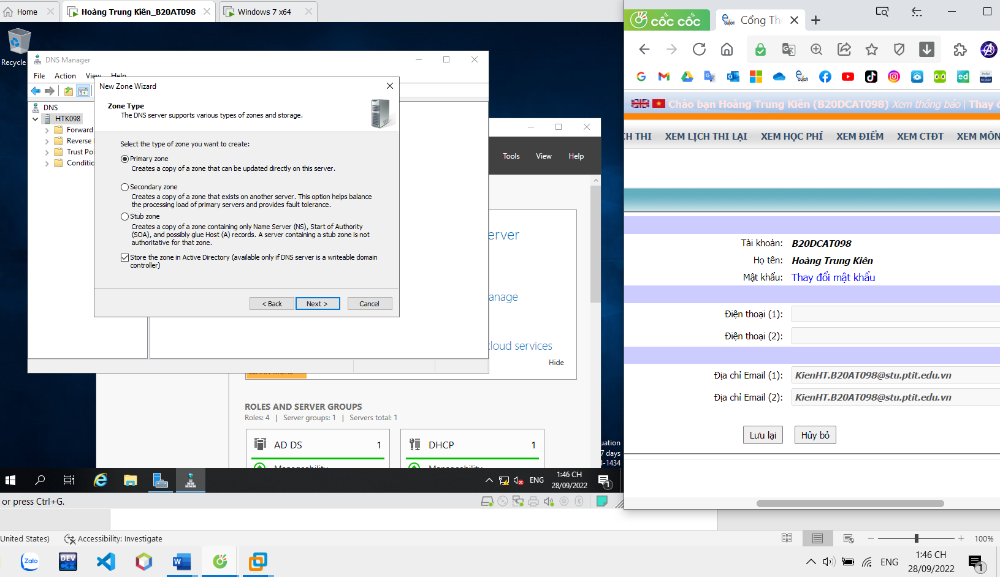 Home
Hoàng Trung Kiên_B20AT098
Windows 7 x64
Recycle
DNS Manager
File Action View Help
DNS
HTK098
Forward
Reverse
Trust Poi
Conditio
New Zone Wizard
Zone Type
The DNS server supports various types of zones and storage.
Select the type of zone you want to create:
Primary zone
Creates a copy of a zone that can be updated directly on this server.
Secondary zone
Creates a copy of a zone that exists on another server. This option helps balance
the processing load of primary servers and provides fault tolerance.
Stub zone
Creates a copy of a zone containing only Name Server (NS), Start of Authority
(SOA), and possibly glue Host (A) records. A server containing a stub zone is not
authoritative for that zone.
Store the zone in Active Directory (available only if DNS server is a writeable domain
controller)
< Back
Next >
Cancel
Tools View Help
erver
anage
cloud services
Hide
LEARN MORE
ROLES AND SERVER GROUPS
Roles: 4 | Server groups: 1 | Servers total: 1
AD DS 1
DHCP 1
Manageability
Manageability
uation
7 days
4-1434
ENG
1:46 CH
28/09/2022
1
or press Ctrl+G.
United States)
Accessibility: Investigate
100%
Zalo
DEV
C++
W
ENG
1:46 CH
28/09/2022
1
CỐC CỐC
Cổng Th
Chào bạn Hoàng Trung Kiên (B20DCAT098) Xem thông báo | Thay đ
CH THI XEM LỊCH THI LẠI XEM HỌC PHÍ XEM ĐIỂM XEM CTĐT XEM MÔN
Tài khoản: B20DCAT098
Họ tên: Hoàng Trung Kiên
Mật khẩu: Thay đổi mật khẩu
Điện thoại (1):
Điện thoại (2):
Địa chỉ Email (1): KienHT.B20AT098@stu.ptit.edu.vn
Địa chỉ Email (2): KienHT.B20AT098@stu.ptit.edu.vn
Lưu lại
Hủy bỏ